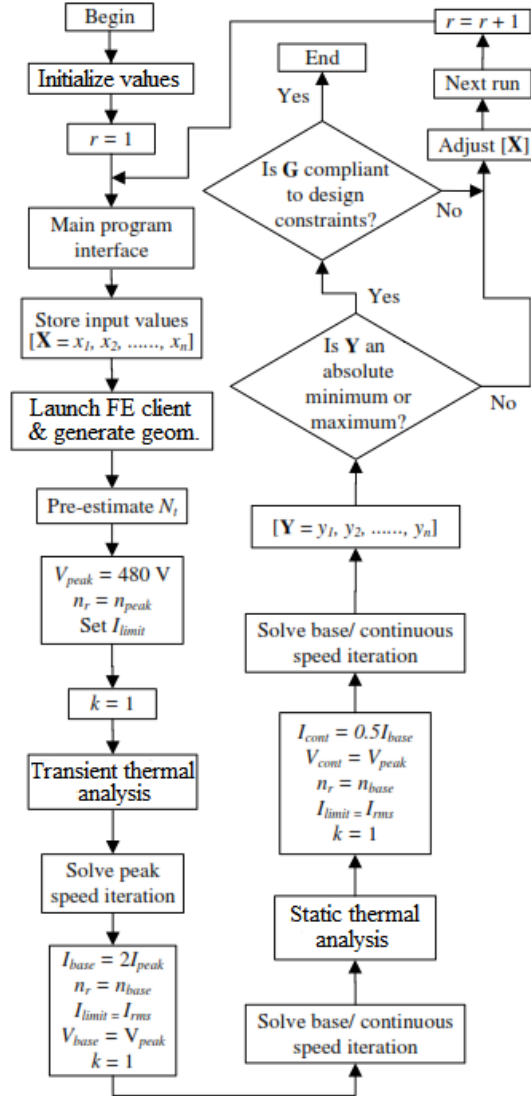 Begin
Initialize values
r = 1
Main program
interface
Store input values
[X = x1, x2, ......, xn]
Launch FE client
& generate geom.
Pre-estimate Nt
Vpeak = 480 V
nr = npeak
Set Ilimit
k = 1
Transient thermal
analysis
Solve peak
speed iteration
Ibase = 2Ipeak
nr = nbase
Ilimit = Irms
Vbase = Vpeak
k = 1
Solve base/ continuous
speed iteration
Static thermal
analysis
Icont = 0.5Ibase
Vcont = Vpeak
nr = nbase
Ilimit = Irms
k = 1
Solve base/ continuous
speed iteration
[Y = y1, y2, ......, yn]
Is Y an
absolute
minimum or
maximum?
Yes
No
Is G compliant
to design
constraints?
Yes
No
End
Adjust [X]
Next run
r = r + 1